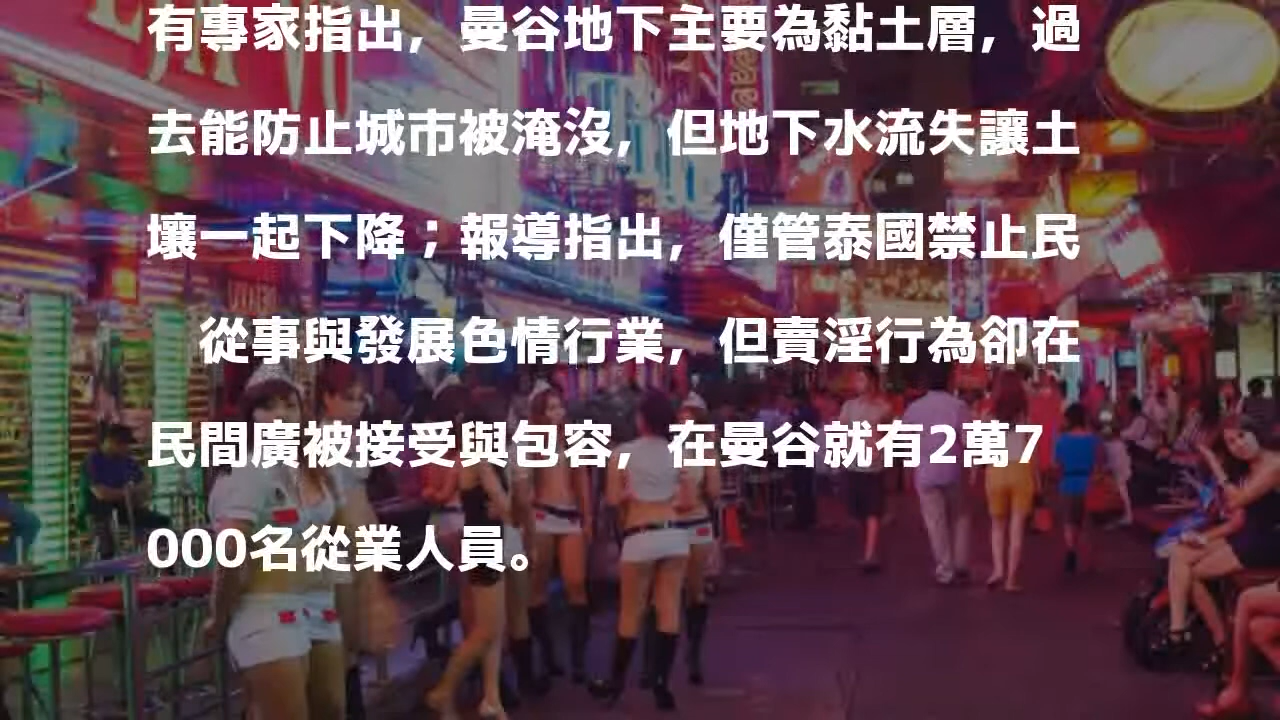 有專家指出，曼谷地下主要為黏土層，過
去能防止城市被淹沒，但地下水流失讓土
壤一起下降；報導指出，僅管泰國禁止民
從事與發展色情行業，但賣淫行為卻在
民間廣被接受與包容，在曼谷就有2萬7
000名從業人員。